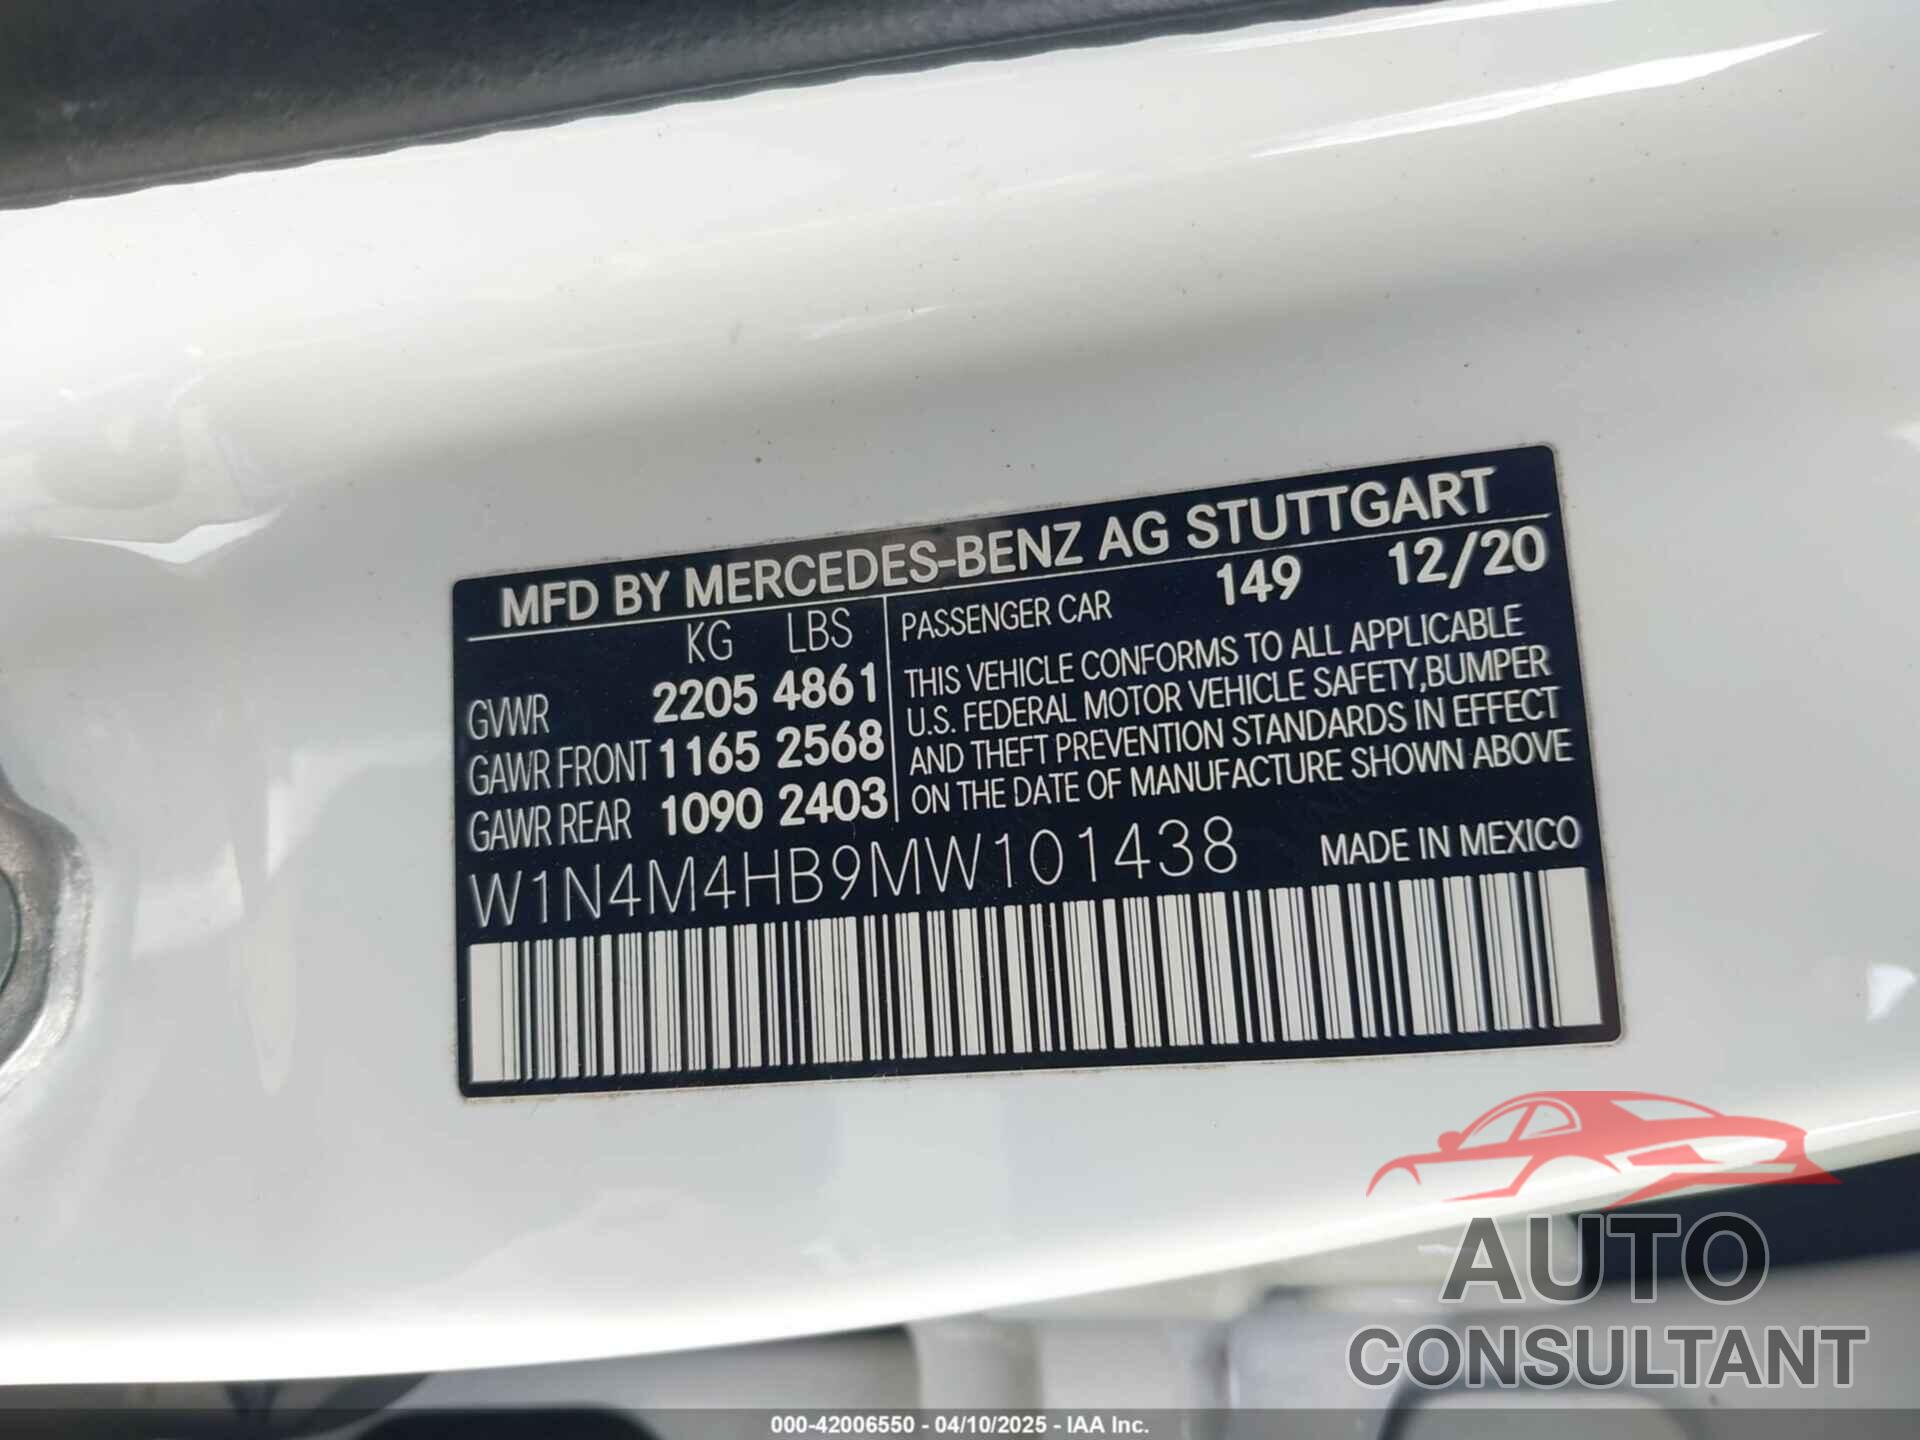 MFD BY MERCEDES-BENZ AG STUTTGART
KG LBS
GVWR 2205 4861
GAWR FRONT 1165 2568
GAWR REAR 1090 2403
PASSENGER CAR 149 12/20
THIS VEHICLE CONFORMS TO ALL APPLICABLE
U.S. FEDERAL MOTOR VEHICLE SAFETY,BUMPER
AND THEFT PREVENTION STANDARDS IN EFFECT
ON THE DATE OF MANUFACTURE SHOWN ABOVE
W1N4M4HB9MW101438 MADE IN MEXICO
AUTO
CONSULTANT
000-42006550 - 04/10/2025 - IAA Inc.